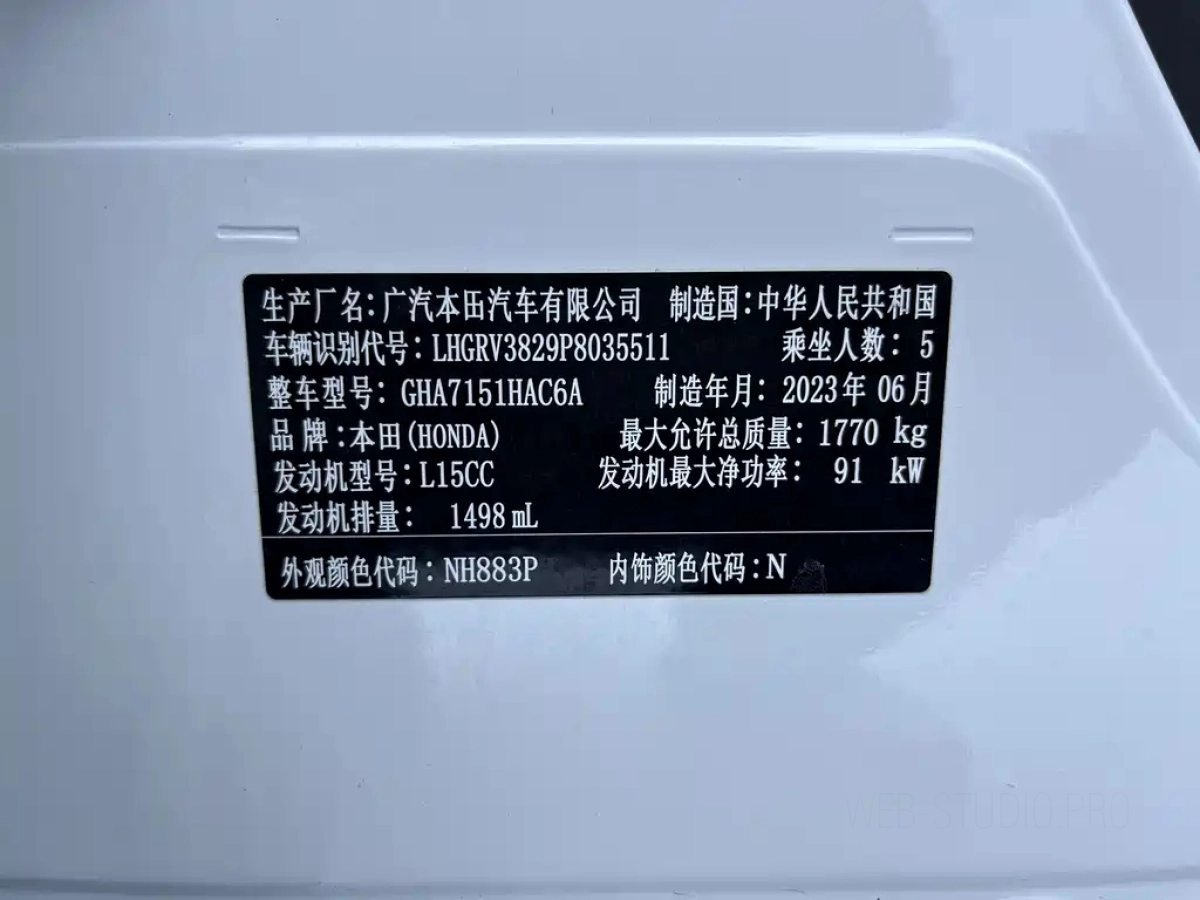 生产厂名:广汽本田汽车有限公司 制造国:中华人民共和国
车辆识别代号: LHGRV3829P8035511 乘坐人数: 5
整车型号: GHA7151HAC6A 制造年月: 2023年 06月
品 牌:本田(HONDA) 最大允许总质量: 1770 kg
发动机型号:L15CC 发动机最大净功率: 91 kW
发动机排量: 1498 mL
外观颜色代码: NH883P 内饰颜色代码:N
WEB-STUDIO.PRO